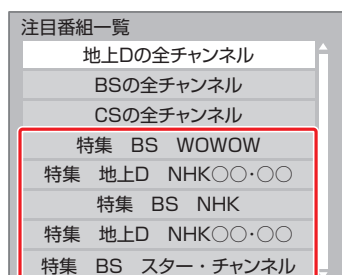 注目番組一覧
地上Dの全チャンネル
BSの全チャンネル
CSの全チャンネル
特集　BS　WOWOW
特集　地上D　NHK○○・○○
特集　BS　NHK
特集　地上D　NHK○○・○○
特集　BS　スター・チャンネル